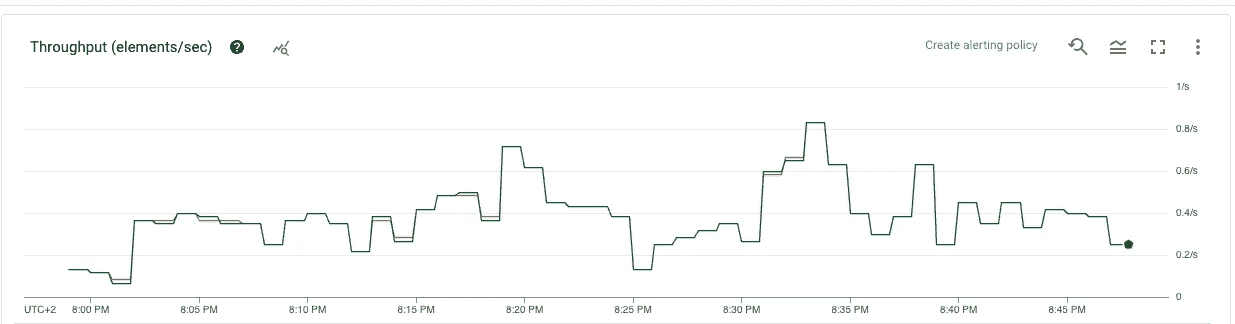 Throughput (elements/sec) ?
Create alerting policy
1/s
0.8/s
0.6/s
0.4/s
0.2/s
0
UTC+2 8:00 PM 8:05 PM 8:10 PM 8:15 PM 8:20 PM 8:25 PM 8:30 PM 8:35 PM 8:40 PM 8:45 PM